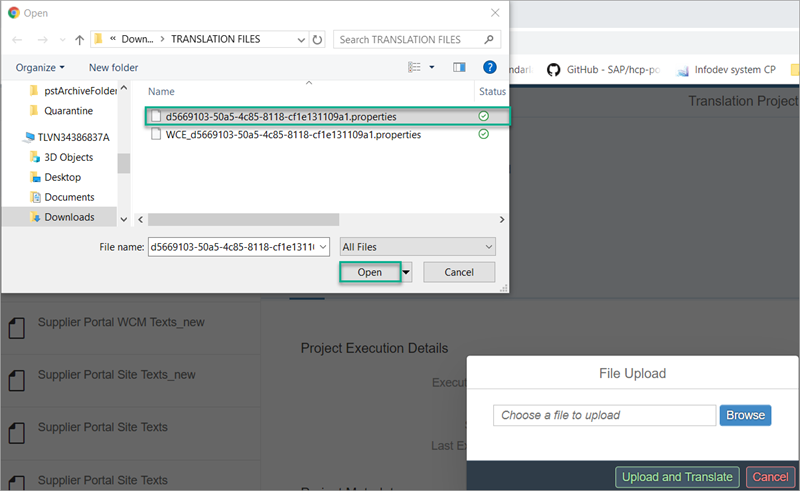 Open
« Down... > TRANSLATION FILES
Search TRANSLATION FILES
Organize
New folder
Name
Status
pstArchiveFolder
Quarantine
TLVN34386837A
3D Objects
Desktop
Documents
Downloads
d5669103-50a5-4c85-8118-cf1e131109a1.properties
WCE_d5669103-50a5-4c85-8118-cf1e131109a1.properties
File name:
d5669103-50a5-4c85-8118-cf1e1311
All Files
Open
Cancel
GitHub - SAP/hcp-po
Infodev system CP
Translation Project
Supplier Portal WCM Texts_new
Supplier Portal Site Texts_new
Supplier Portal Site Texts
Supplier Portal Site Texts
Project Execution Details
Execut
Last Ex
Project Metadat
File Upload
Choose a file to upload
Browse
Upload and Translate
Cancel